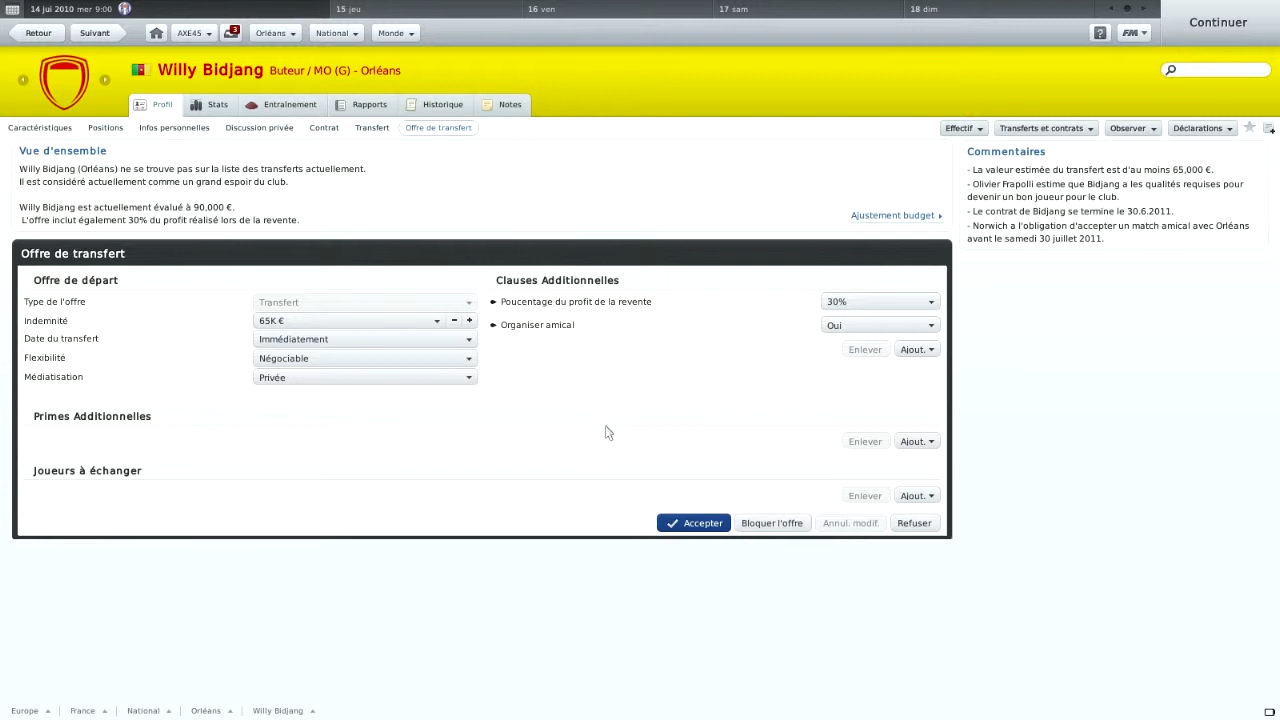 14 jul 2010 mer 9:00
15 jeu
16 ven
17 sam
18 dim
Continuer
Retour
Suivant
AXE45
3
Orléans
National
Monde
?
FM
Willy Bidjang Buteur / MO (G) - Orléans
Profil
Stats
Entraînement
Rapports
Historique
Notes
Caractéristiques
Positions
Infos personnelles
Discussion privée
Contrat
Transfert
Offre de transfert
Effectif
Transferts et contrats
Observer
Déclarations
Vue d'ensemble
Willy Bidjang (Orléans) ne se trouve pas sur la liste des transferts actuellement.
Il est considéré actuellement comme un grand espoir du club.
Willy Bidjang est actuellement évalué à 90,000 €.
L'offre inclut également 30% du profit réalisé lors de la revente.
Ajustement budget
Commentaires
- La valeur estimée du transfert est d'au moins 65,000 €.
- Olivier Frapolli estime que Bidjang a les qualités requises pour
devenir un bon joueur pour le club.
- Le contrat de Bidjang se termine le 30.6.2011.
- Norwich a l'obligation d'accepter un match amical avec Orléans
avant le samedi 30 juillet 2011.
Offre de transfert
Offre de départ
Type de l'offre
Transfert
Indemnité
65K €
- +
Date du transfert
Immédiatement
Flexibilité
Négociable
Médiatisation
Privée
Clauses Additionnelles
Poucentage du profit de la revente
30%
Organiser amical
Oui
Enlever
Ajout.
Primes Additionnelles
Enlever
Ajout.
Joueurs à échanger
Enlever
Ajout.
Accepter
Bloquer l'offre
Annul. modif.
Refuser
Europe
France
National
Orléans
Willy Bidjang